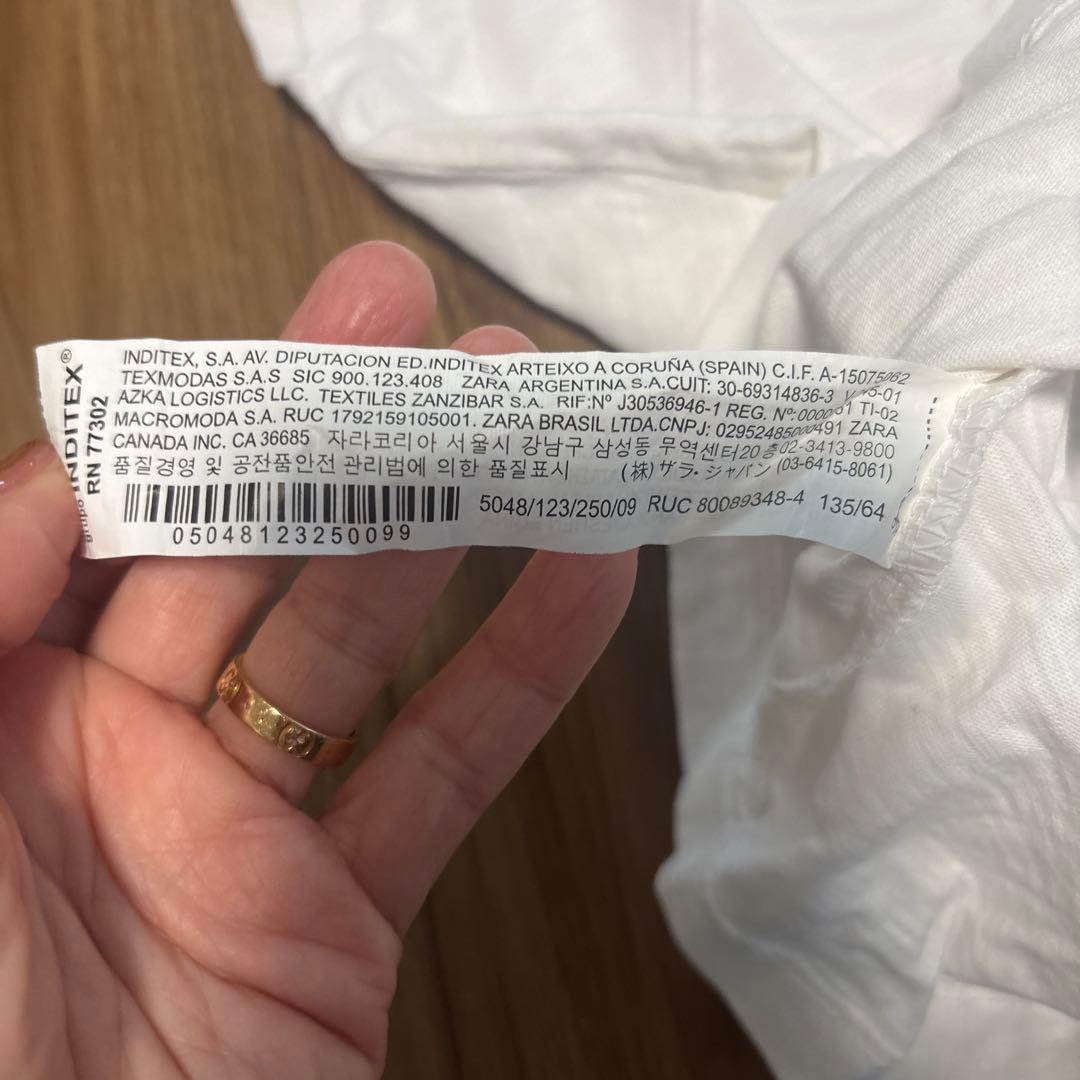 grupo INDITEX®
RN 77302
INDITEX, S.A. AV. DIPUTACION ED.INDITEX ARTEIXO A CORUÑA (SPAIN) C.I.F. A-15075062
TEXMODAS S.A.S SIC 900.123.408 ZARA ARGENTINA S.A.CUIT: 30-69314836-3
AZKA LOGISTICS LLC. TEXTILES ZANZIBAR S.A. RIF:Nº J30536946-1 REG. Nº: TI-02
MACROMODA S.A. RUC 1792159105001. ZARA BRASIL LTDA.CNPJ: ZARA
CANADA INC. CA 36685 자라코리아 서울시 강남구 삼성동 무역센터20층02-3413-9800
품질경영 및 공전품안전 관리법에 의한 품질표시 (株)ザラ・ジャパン (03-6415-8061)
5048/123/250/09 RUC 80089348-4 135/64
05048123250099